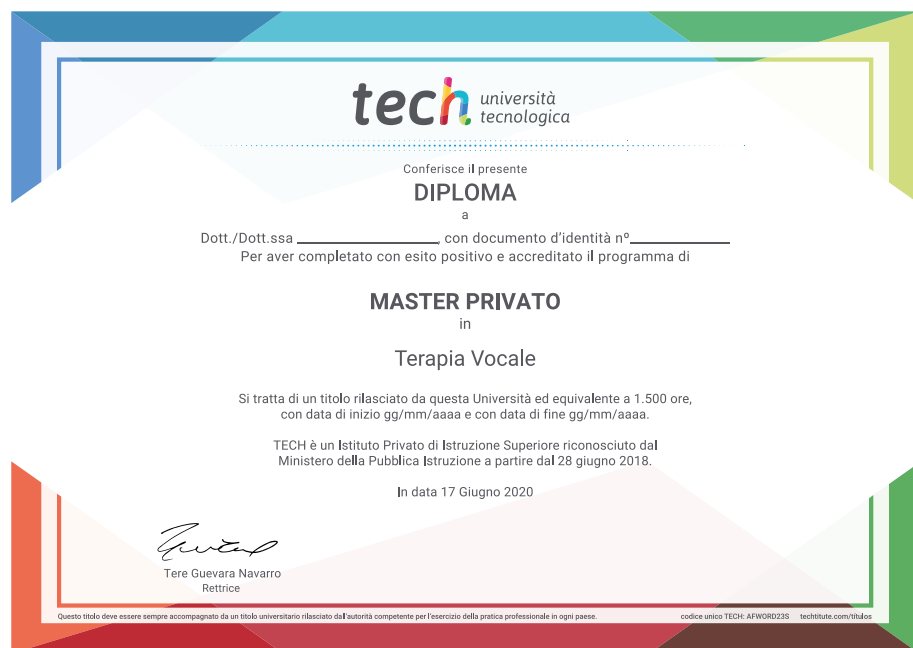 tech università
tecnologica
Conferisce il presente
DIPLOMA
a
Dott./Dott.ssa ____________________, con documento d'identità nº______________
Per aver completato con esito positivo e accreditato il programma di
MASTER PRIVATO
in
Terapia Vocale
Si tratta di un titolo rilasciato da questa Università ed equivalente a 1.500 ore,
con data di inizio gg/mm/aaaa e con data di fine gg/mm/aaaa.
TECH è un Istituto Privato di Istruzione Superiore riconosciuto dal
Ministero della Pubblica Istruzione a partire dal 28 giugno 2018.
In data 17 Giugno 2020
Tere Guevara Navarro
Rettrice
Questo titolo deve essere sempre accompagnato da un titolo universitario rilasciato dall'autorità competente per l'esercizio della pratica professionale in ogni paese.
codice unico TECH: AFWORD23S techtitute.com/títulos